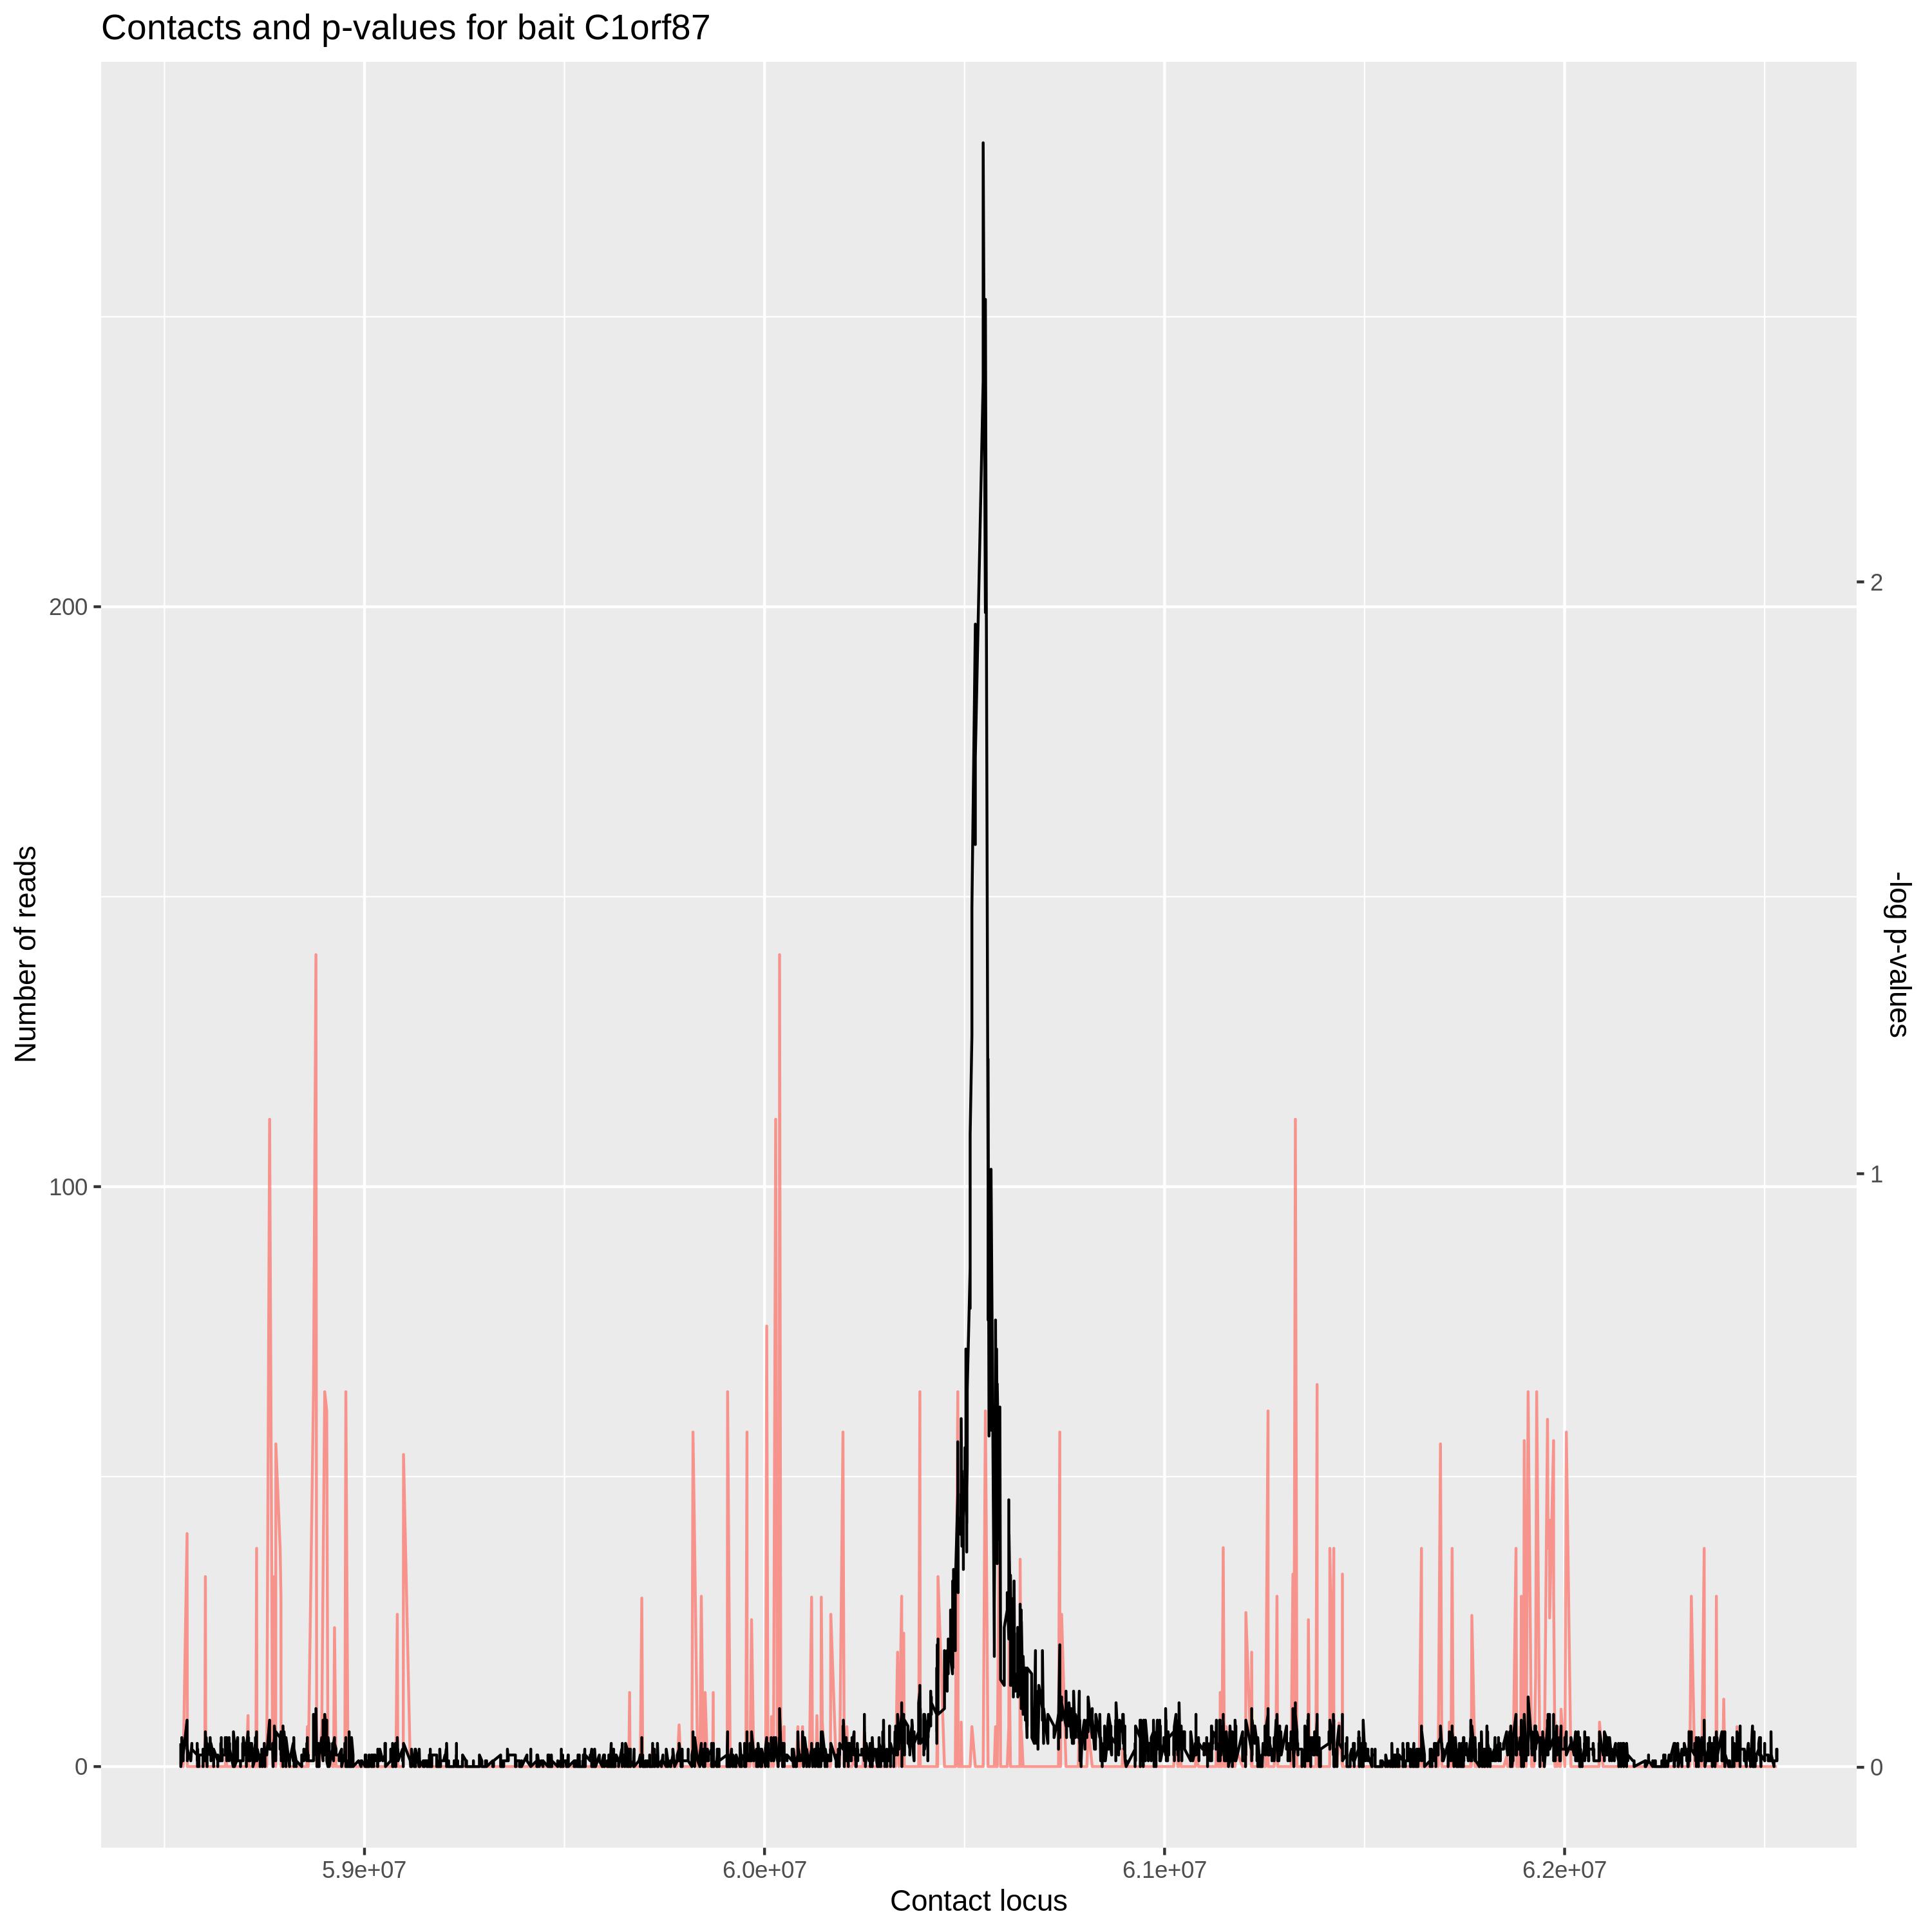 Contacts and p-values for bait C1orf87
Number of reads
200
100
0
2
1
0
-log p-values
5.9e+07 6.0e+07 6.1e+07 6.2e+07
Contact locus